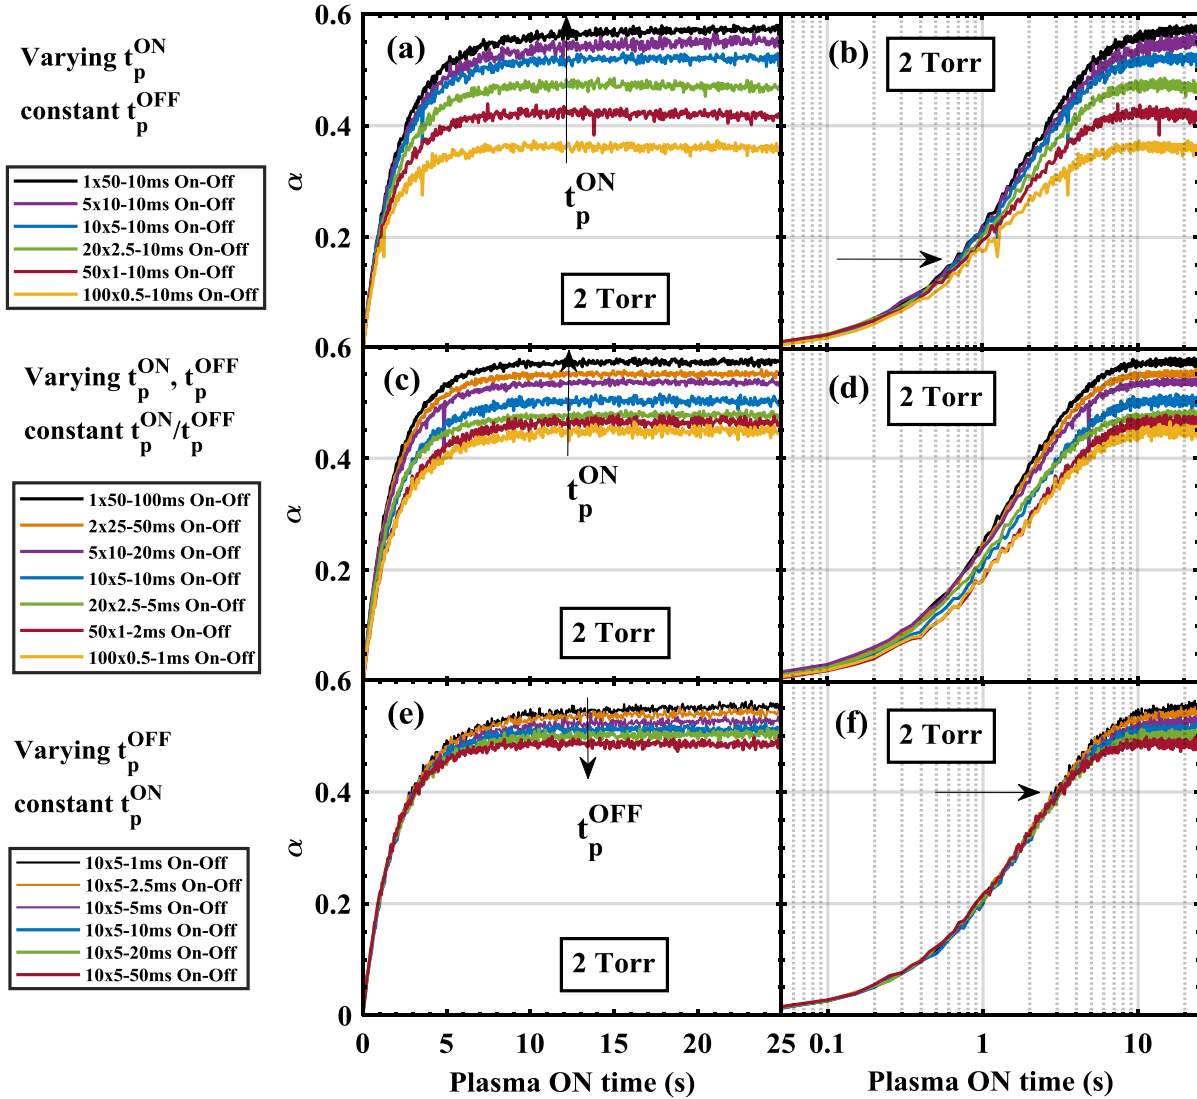 Varying t_p^ON
constant t_p^OFF
1x50-10ms On-Off
5x10-10ms On-Off
10x5-10ms On-Off
20x2.5-10ms On-Off
50x1-10ms On-Off
100x0.5-10ms On-Off
0.6
0.4
0.2
α
(a)
t_p^ON
2 Torr
(b)
2 Torr
Varying t_p^ON, t_p^OFF
constant t_p^ON/t_p^OFF
1x50-100ms On-Off
2x25-50ms On-Off
5x10-20ms On-Off
10x5-10ms On-Off
20x2.5-5ms On-Off
50x1-2ms On-Off
100x0.5-1ms On-Off
0.6
0.4
0.2
α
(c)
t_p^ON
2 Torr
(d)
2 Torr
Varying t_p^OFF
constant t_p^ON
10x5-1ms On-Off
10x5-2.5ms On-Off
10x5-5ms On-Off
10x5-10ms On-Off
10x5-20ms On-Off
10x5-50ms On-Off
0.6
0.4
0.2
0
α
(e)
t_p^OFF
2 Torr
(f)
2 Torr
0 5 10 15 20 25
0.1 1 10
Plasma ON time (s)
Plasma ON time (s)